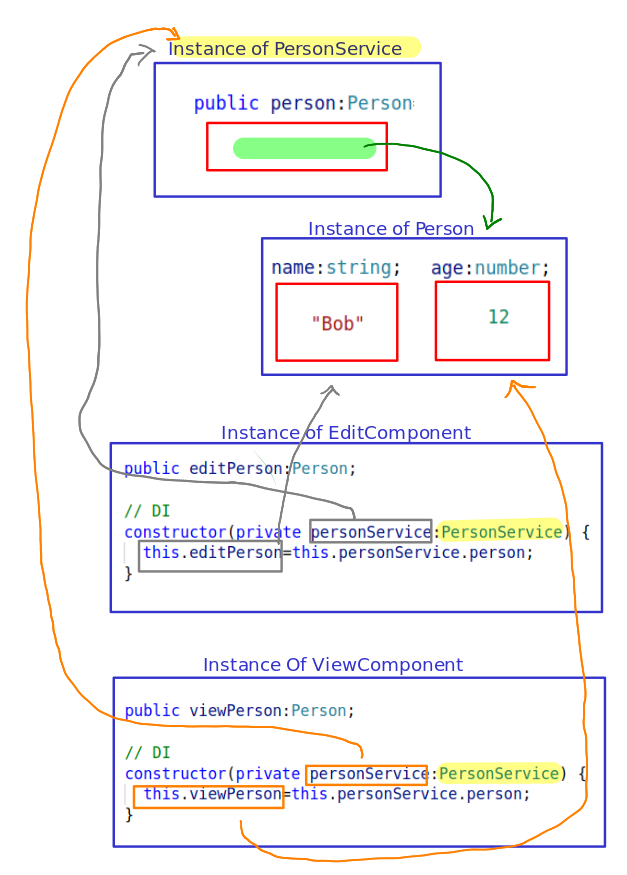 Instance of PersonService
public person:Person=
Instance of Person
name:string; age:number;
"Bob" 12
Instance of EditComponent
public editPerson:Person;
// DI
constructor(private personService:PersonService) {
this.editPerson=this.personService.person;
}
Instance Of ViewComponent
public viewPerson:Person;
// DI
constructor(private personService:PersonService) {
this.viewPerson=this.personService.person;
}